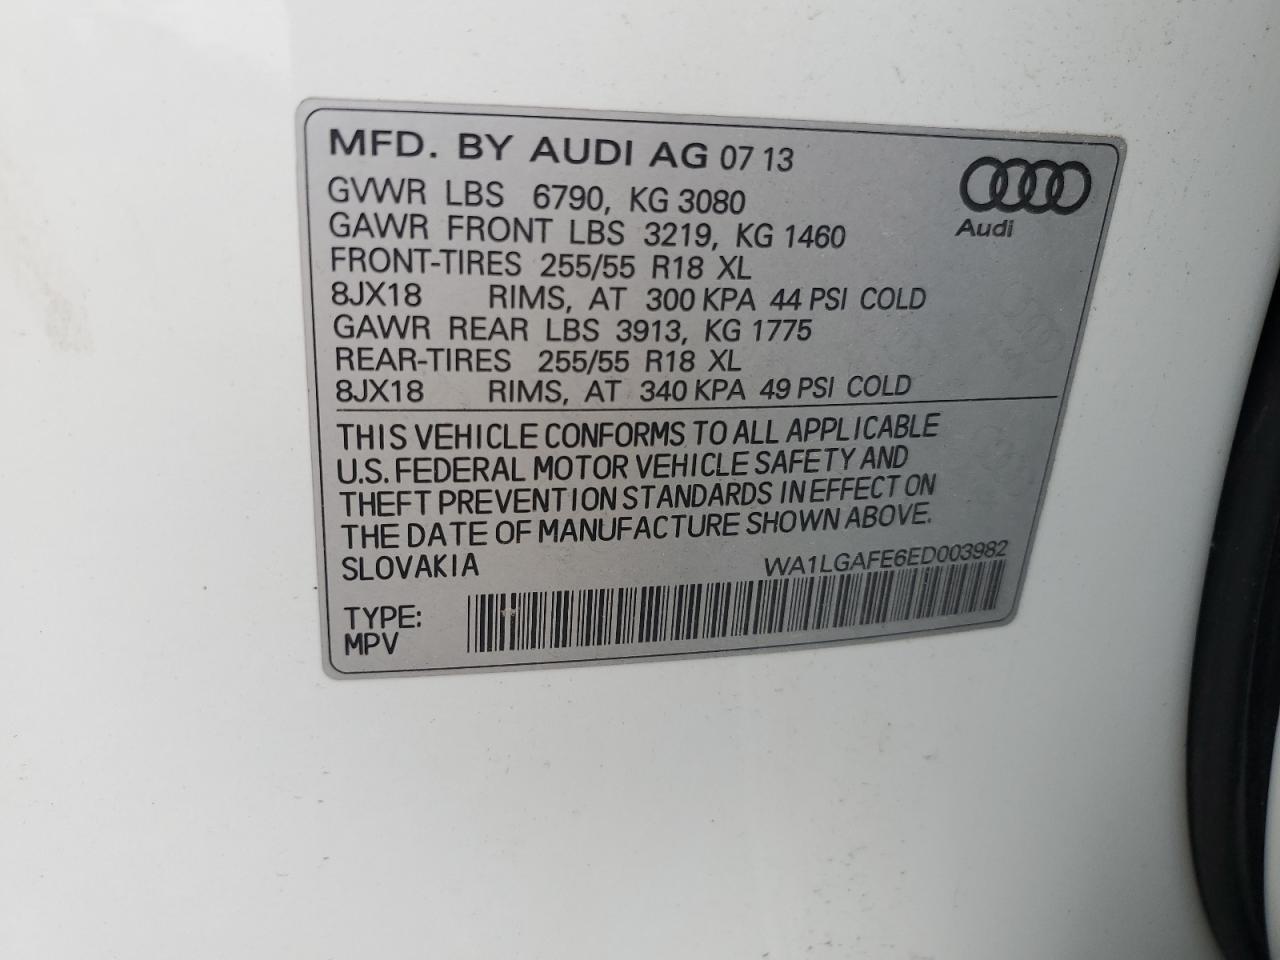 MFD. BY AUDI AG 07 13
GVWR LBS 6790, KG 3080
GAWR FRONT LBS 3219, KG 1460
FRONT-TIRES 255/55 R18 XL
8JX18 RIMS, AT 300 KPA 44 PSI COLD
GAWR REAR LBS 3913, KG 1775
REAR-TIRES 255/55 R18 XL
8JX18 RIMS, AT 340 KPA 49 PSI COLD
Audi
THIS VEHICLE CONFORMS TO ALL APPLICABLE
U.S. FEDERAL MOTOR VEHICLE SAFETY AND
THEFT PREVENTION STANDARDS IN EFFECT ON
THE DATE OF MANUFACTURE SHOWN ABOVE.
SLOVAKIA WA1LGAFE6ED003982
TYPE:
MPV